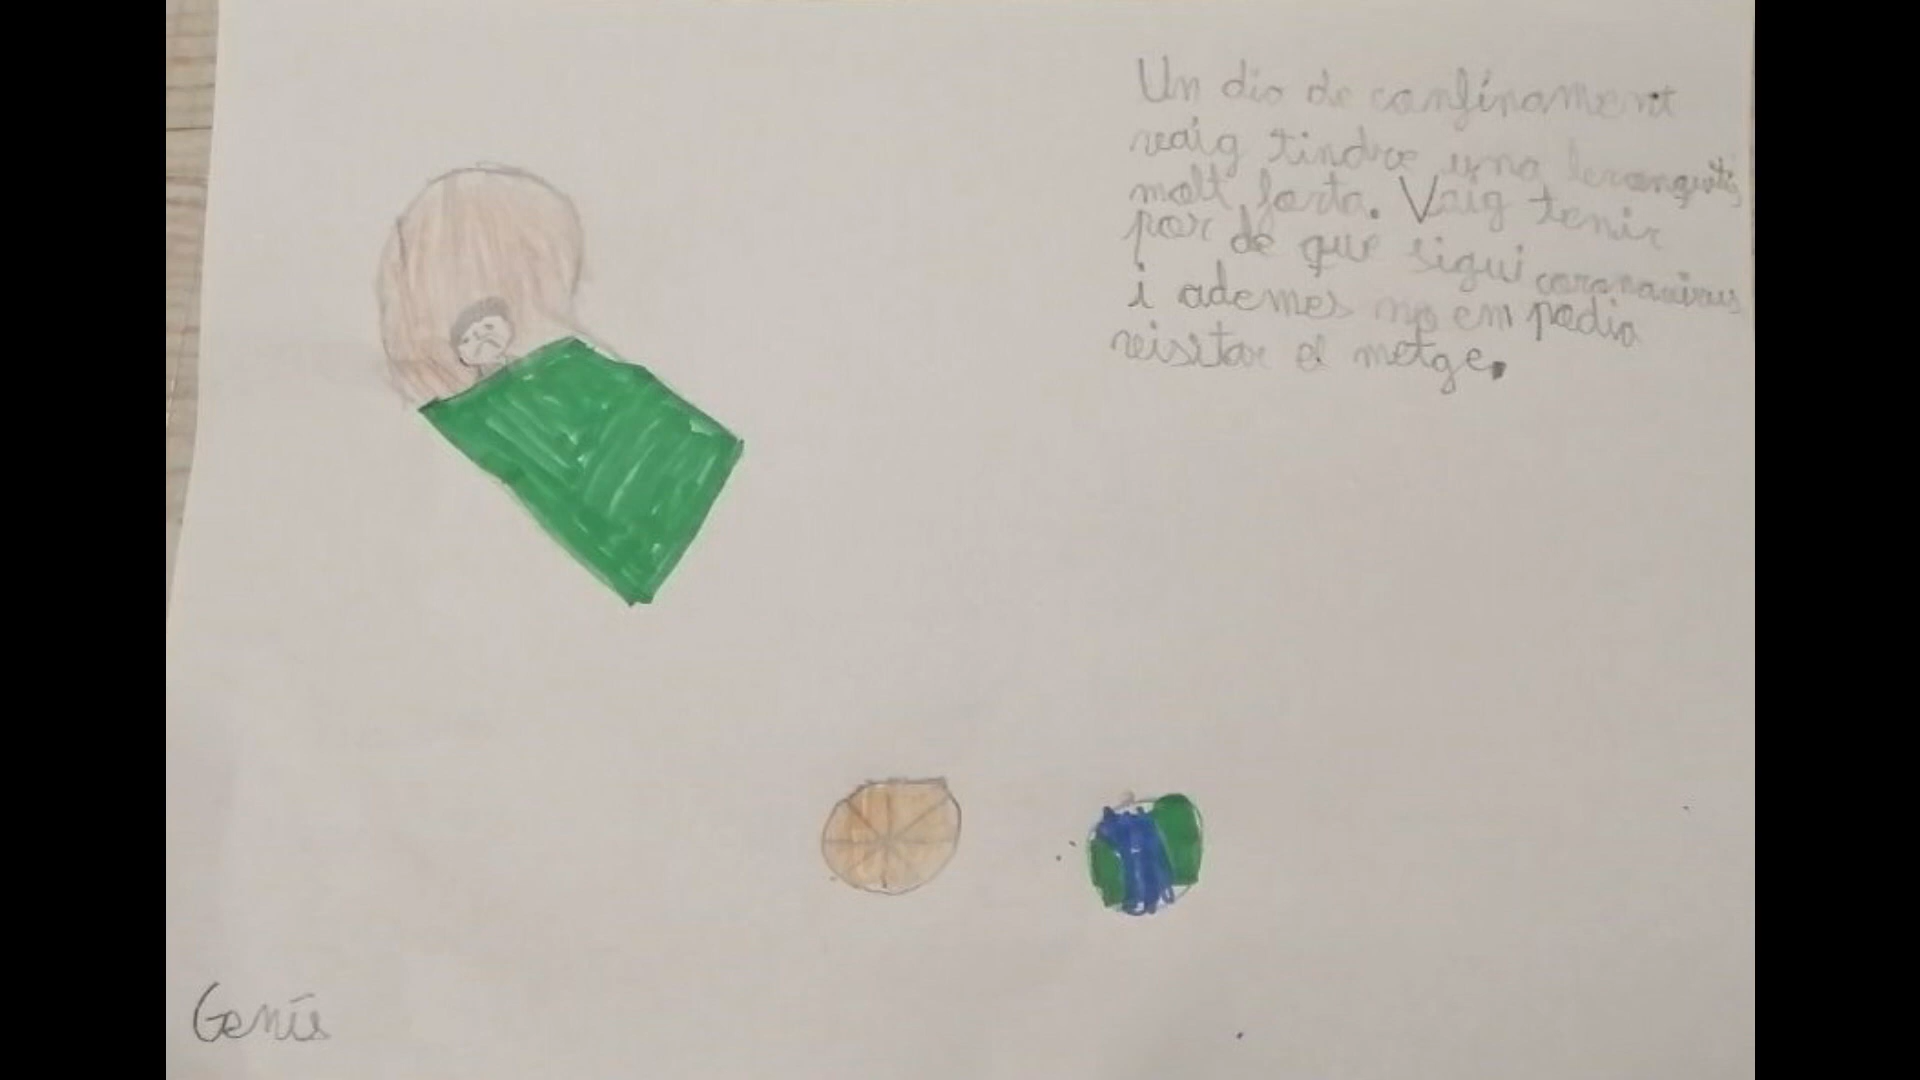 Un dia de confinament
vaig tindre una laranguitis
molt forta. Vaig tenir
por de que sigui coronavirus
i ademes no em podia
visitar el metge.
Genís